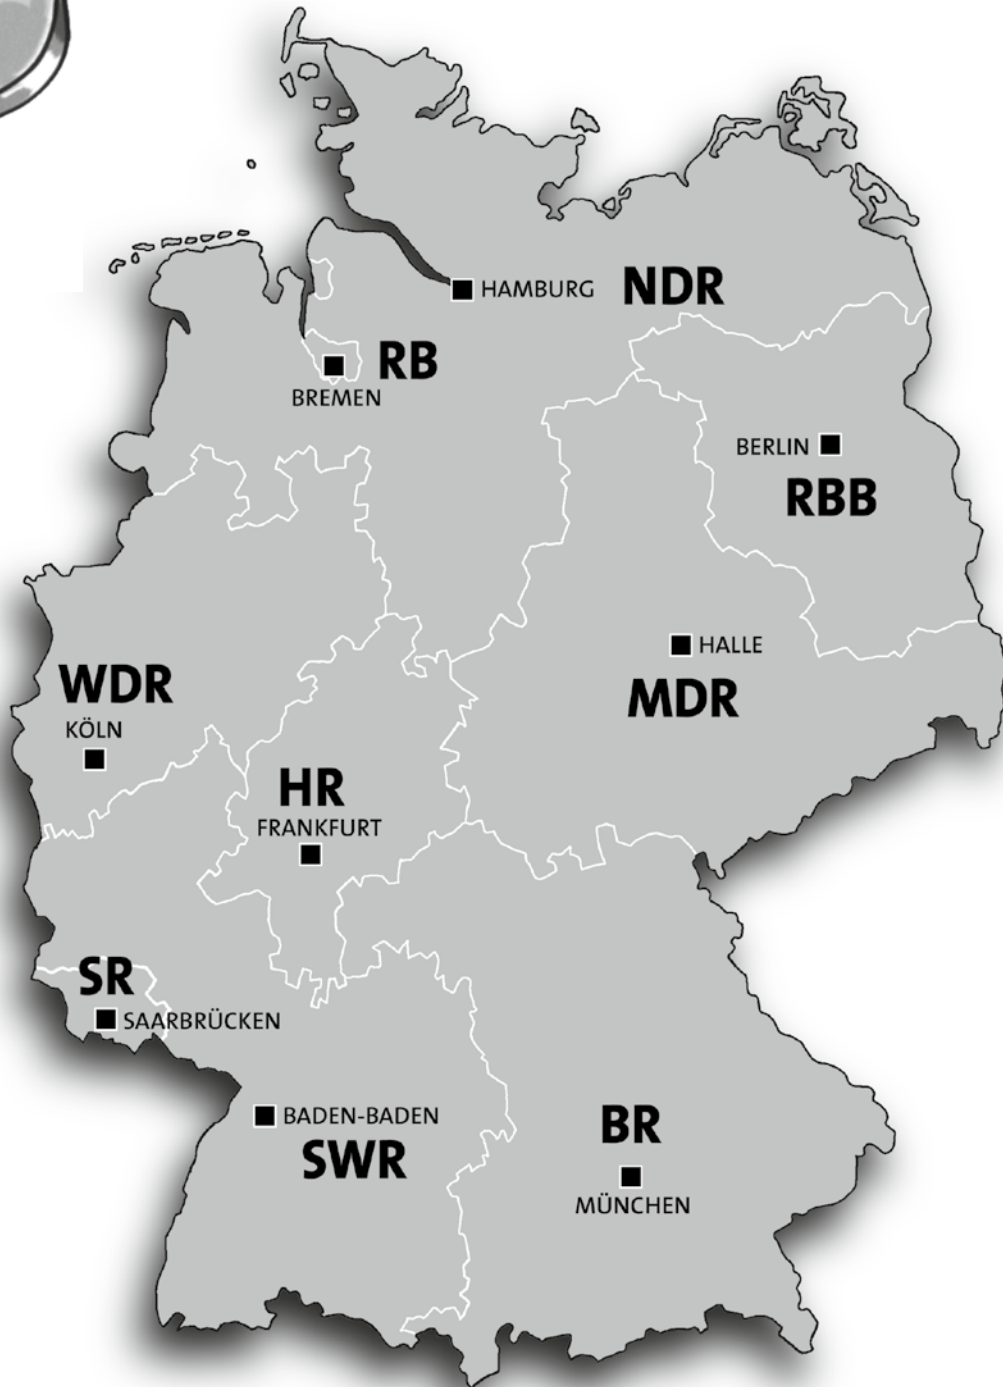 HAMBURG
NDR
RB
BREMEN
BERLIN
RBB
HALLE
MDR
WDR
KÖLN
HR
FRANKFURT
SR
SAARBRÜCKEN
BADEN-BADEN
SWR
BR
MÜNCHEN